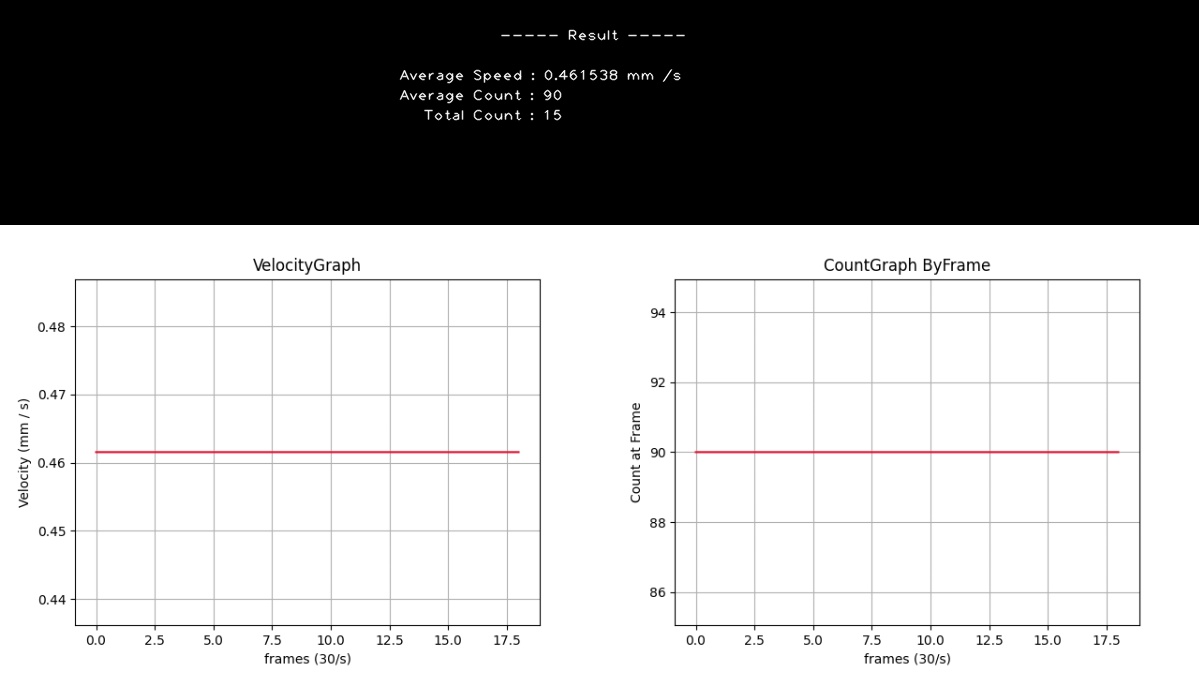 ----- Result -----
Average Speed : 0.461538 mm /s
Average Count : 90
Total Count : 15
VelocityGraph
0.48
0.47
0.46
0.45
0.44
Velocity (mm / s)
0.0 2.5 5.0 7.5 10.0 12.5 15.0 17.5
frames (30/s)
CountGraph ByFrame
94
92
90
88
86
Count at Frame
0.0 2.5 5.0 7.5 10.0 12.5 15.0 17.5
frames (30/s)